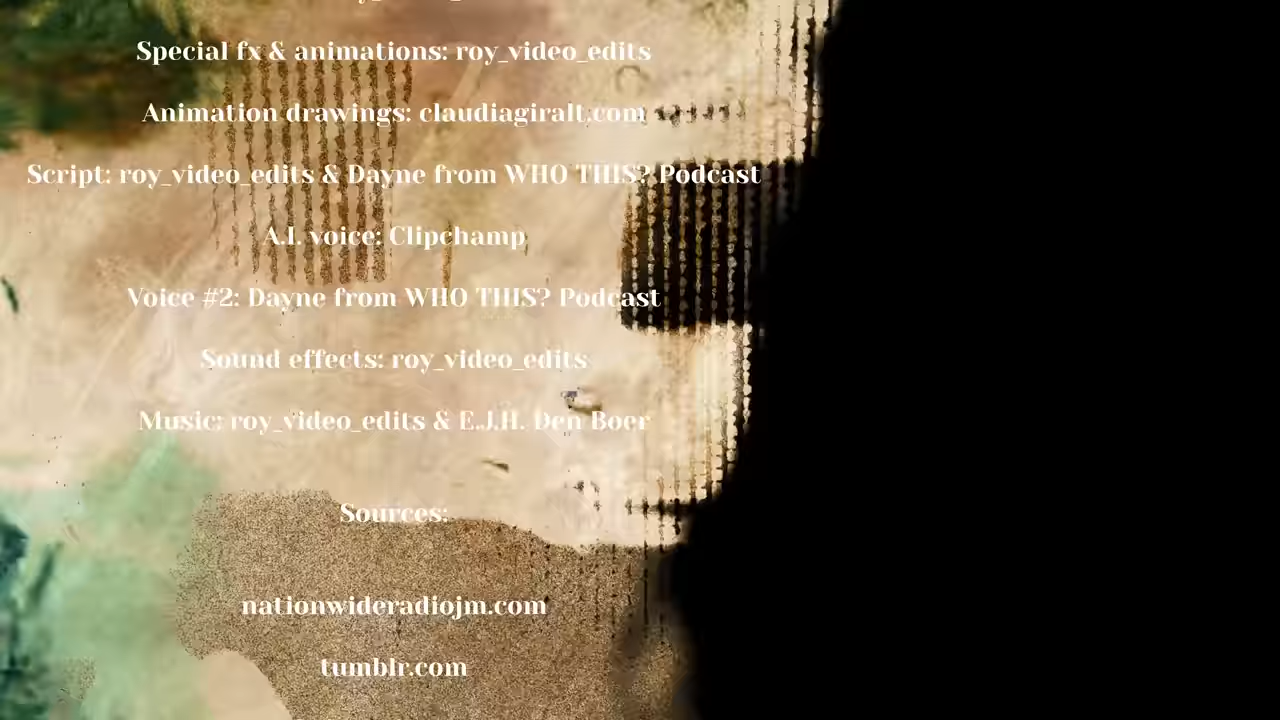 Special fx & animations: roy_video_edits
Animation drawings: claudiagiralt.com
Script: roy_video_edits & Dayne from WHO THIS? Podcast
A.I. voice: Clipchamp
Voice #2: Dayne from WHO THIS? Podcast
Sound effects: roy_video_edits
Music: roy_video_edits & E.J.H. Den Boer
Sources:
nationwideradiojm.com
tumblr.com